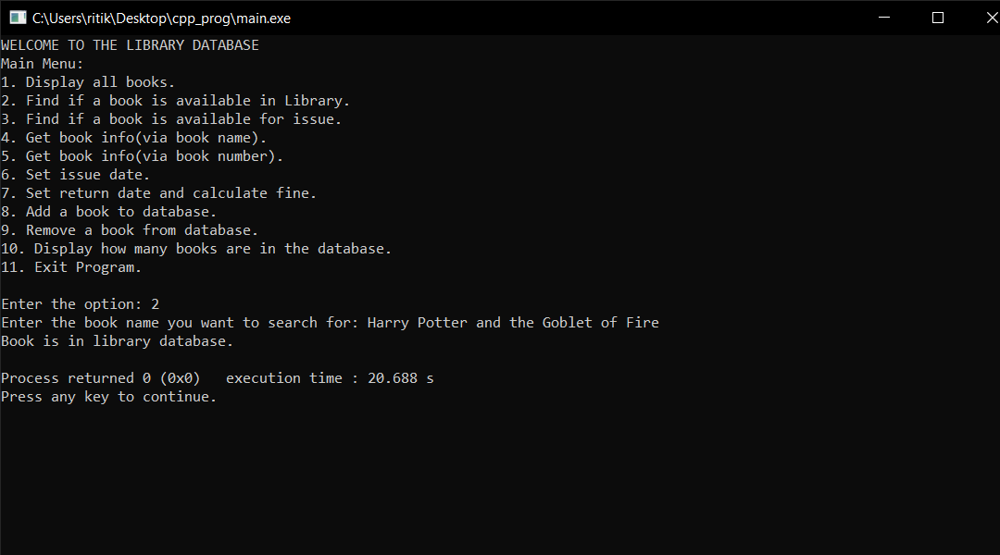 C:\Users\ritik\Desktop\cpp_prog\main.exe
WELCOME TO THE LIBRARY DATABASE
Main Menu:
1. Display all books.
2. Find if a book is available in Library.
3. Find if a book is available for issue.
4. Get book info(via book name).
5. Get book info(via book number).
6. Set issue date.
7. Set return date and calculate fine.
8. Add a book to database.
9. Remove a book from database.
10. Display how many books are in the database.
11. Exit Program.
Enter the option: 2
Enter the book name you want to search for: Harry Potter and the Goblet of Fire
Book is in library database.
Process returned 0 (0x0)   execution time : 20.688 s
Press any key to continue.